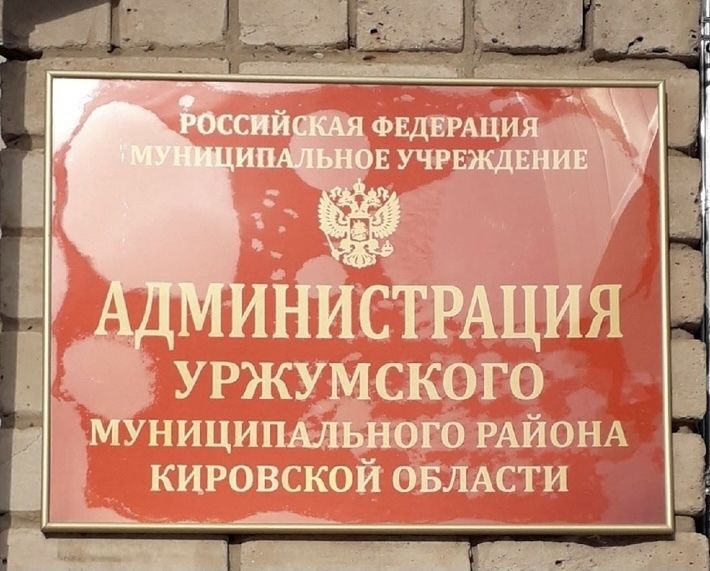 РОССИЙСКАЯ ФЕДЕРАЦИЯ
МУНИЦИПАЛЬНОЕ УЧРЕЖДЕНИЕ
АДМИНИСТРАЦИЯ
УРЖУМСКОГО
МУНИЦИПАЛЬНОГО РАЙОНА
КИРОВСКОЙ ОБЛАСТИ